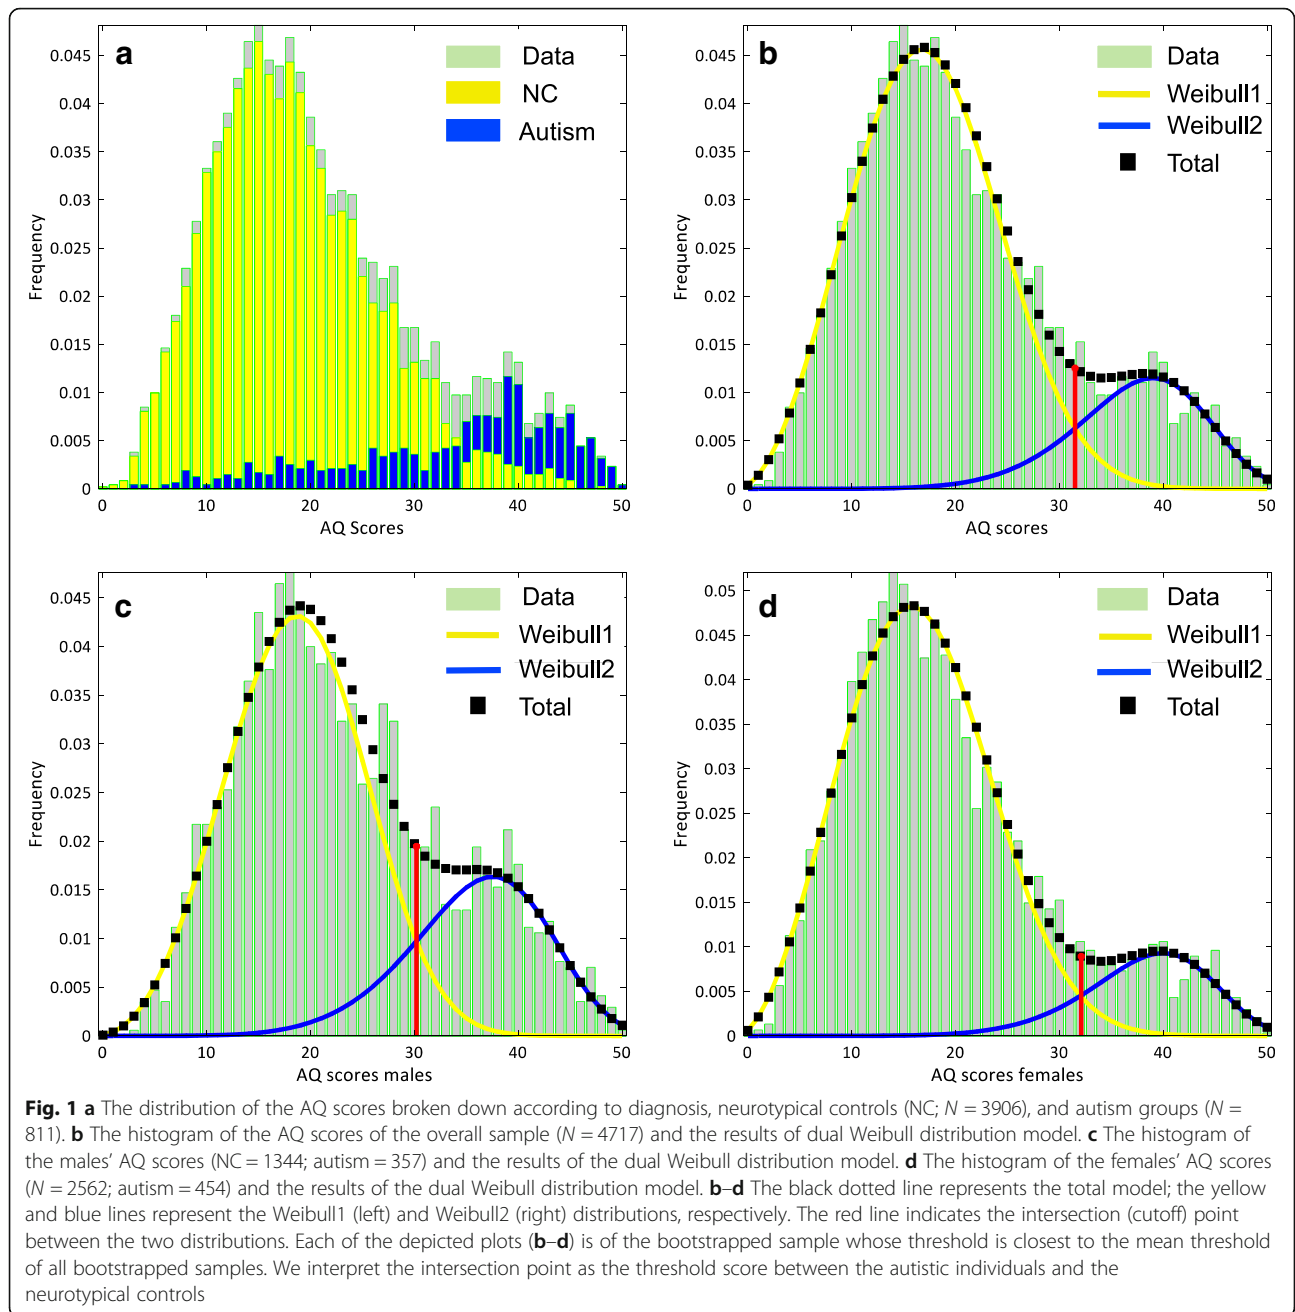 a
Data
NC
Autism
0.045
0.04
0.035
0.03
0.025
0.02
0.015
0.01
0.005
0
Frequency
0 10 20 30 40 50
AQ Scores
b
Data
Weibull1
Weibull2
Total
0.045
0.04
0.035
0.03
0.025
0.02
0.015
0.01
0.005
0
Frequency
0 10 20 30 40 50
AQ scores
c
Data
Weibull1
Weibull2
Total
0.045
0.04
0.035
0.03
0.025
0.02
0.015
0.01
0.005
0
Frequency
0 10 20 30 40 50
AQ scores males
d
Data
Weibull1
Weibull2
Total
0.05
0.045
0.04
0.035
0.03
0.025
0.02
0.015
0.01
0.005
0
Frequency
0 10 20 30 40 50
AQ scores females
Fig. 1 a The distribution of the AQ scores broken down according to diagnosis, neurotypical controls (NC; N = 3906), and autism groups (N =
811). b The histogram of the AQ scores of the overall sample (N = 4717) and the results of dual Weibull distribution model. c The histogram of
the males' AQ scores (NC = 1344; autism = 357) and the results of the dual Weibull distribution model. d The histogram of the females' AQ scores
(N = 2562; autism = 454) and the results of the dual Weibull distribution model. b–d The black dotted line represents the total model; the yellow
and blue lines represent the Weibull1 (left) and Weibull2 (right) distributions, respectively. The red line indicates the intersection (cutoff) point
between the two distributions. Each of the depicted plots (b–d) is of the bootstrapped sample whose threshold is closest to the mean threshold
of all bootstrapped samples. We interpret the intersection point as the threshold score between the autistic individuals and the
neurotypical controls